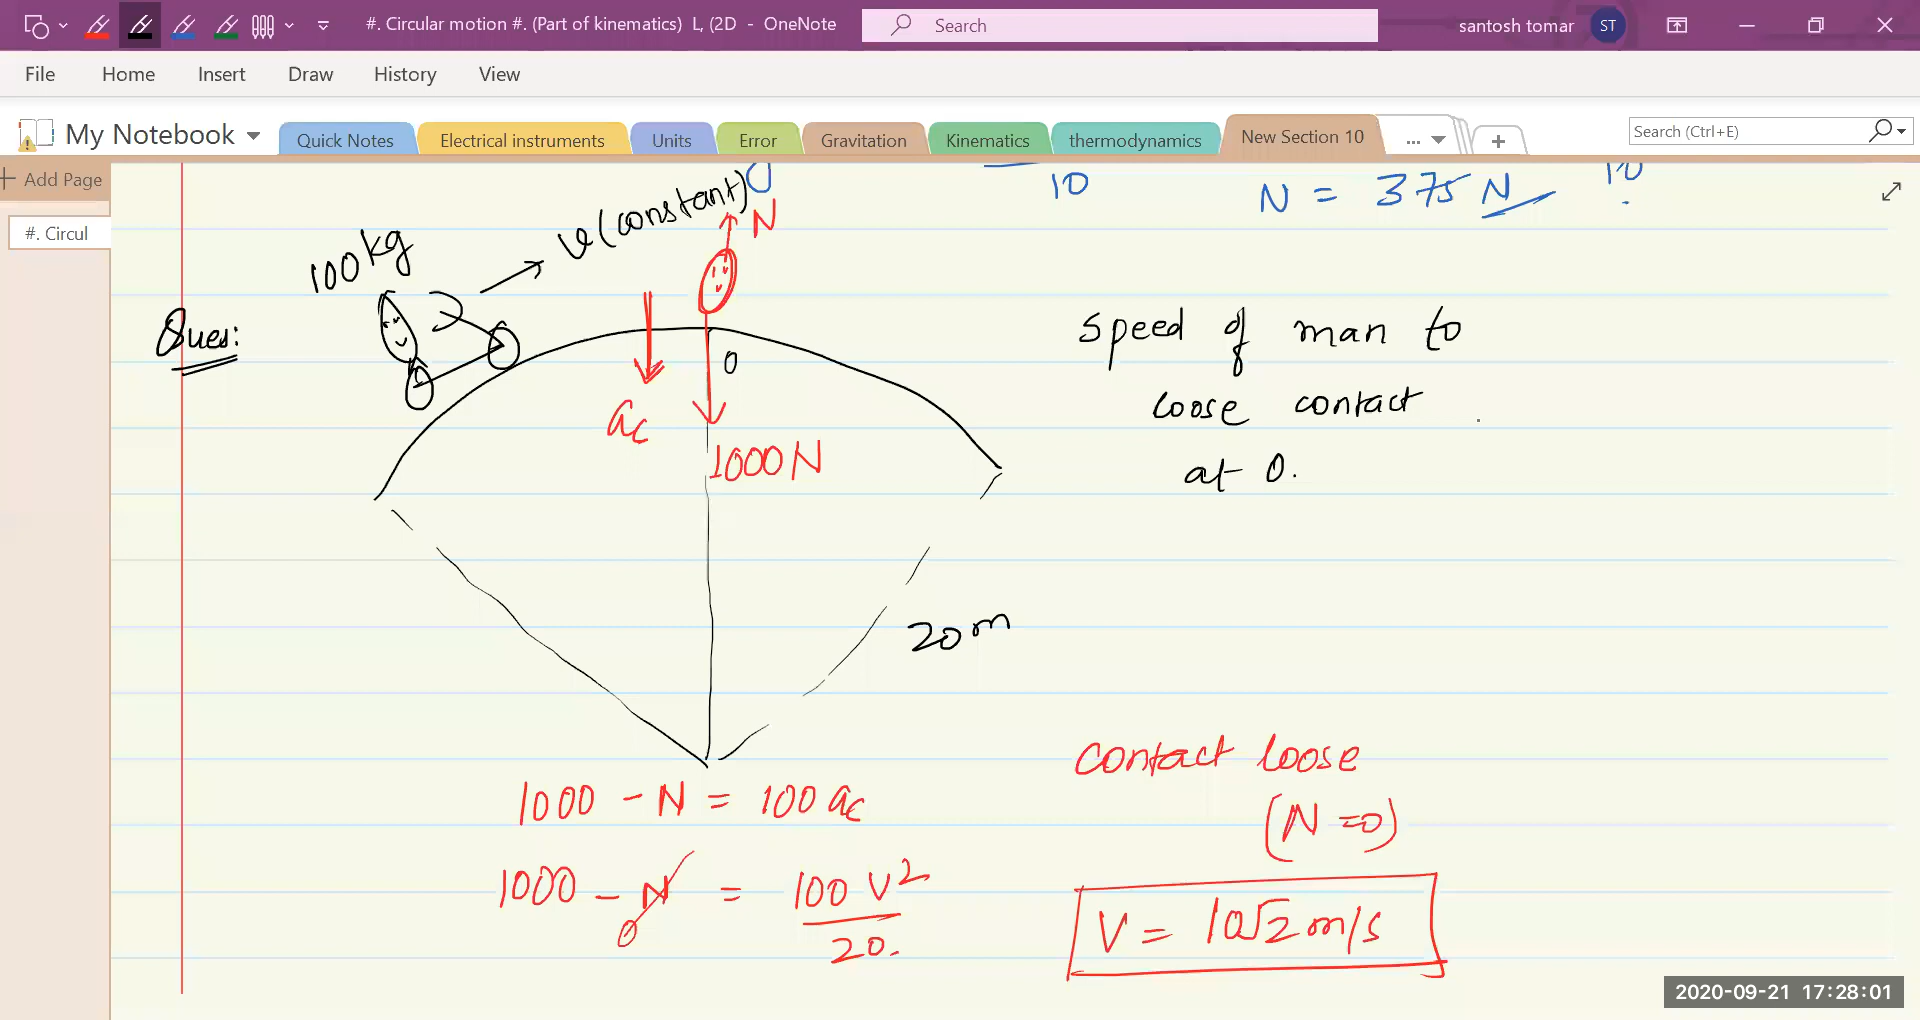 #. Circular motion #. (Part of kinematics) L, (2D - OneNote
Search
santosh tomar
ST
File Home Insert Draw History View
My Notebook
Quick Notes
Electrical instruments
Units
Error
Gravitation
Kinematics
thermodynamics
New Section 10
...
+
Search (Ctrl+E)
+ Add Page
#. Circul
10
N = 375 N
10
100kg
v (constant)
N
Ques:
0
ac
1000N
Speed of man to
loose contact
at 0.
20m
1000 - N = 100 ac
1000 - N = 100 V²
0
20.
contact loose
(N=0)
V = 10√2 m/s
2020-09-21 17:28:01